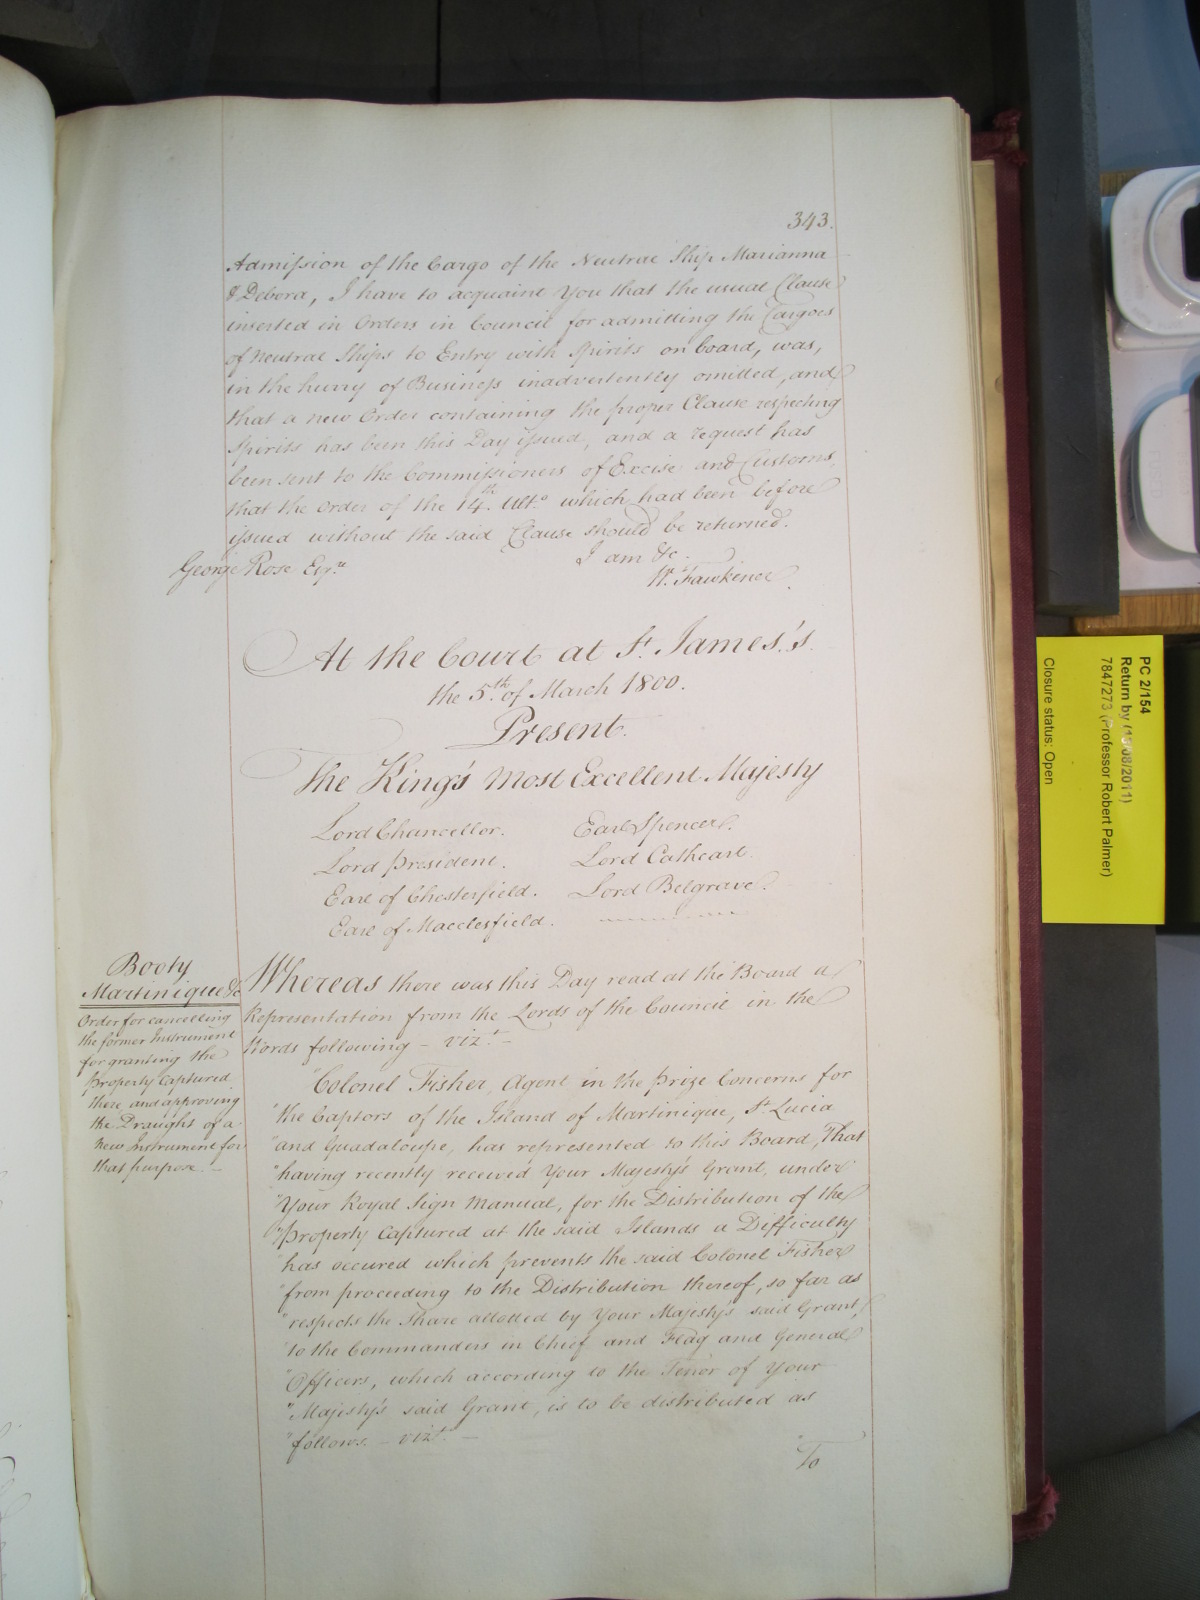 343.
Admission of the Cargo of the Neutral Ship Marianna
& Debora, I have to acquaint You that the usual Clause
inserted in Orders in Council for admitting the Cargoes
of Neutral Ships to Entry with Spirits on board, was,
in the hurry of Business inadvertently omitted, and
that a new Order containing the proper Clause respecting
Spirits has been this Day issued, and a request has
been sent to the Commissioners of Excise and Customs,
that the Order of the 14th. Ulto. which had been before
issued without the said Clause should be returned.
I am &c.
George Rose Esqre.
W. Fawkener.
At the Court at St. James's.
the 5th. of March 1800.
Present.
The King's Most Excellent Majesty
Lord Chancellor. Earl Spencer.
Lord President. Lord Cathcart.
Earl of Chesterfield. Lord Belgrave.
Earl of Macclesfield.
Booty
Martinique &c
Order for cancelling
the former Instrument
for granting the
Property Captured
there, and approving
the Draught of a
New Instrument for
that purpose.—
Whereas there was this Day read at the Board a
Representation from the Lords of the Council in the
Words following – vizt. –
"Colonel Fisher, Agent in the Prize Concerns for
"the Captors of the Island of Martinique, St. Lucia
"and Guadaloupe, has represented to this Board, That
"having recently received Your Majesty's Grant, under
"Your Royal Sign Manual, for the Distribution of the
"Property Captured at the said Islands a Difficulty
"has occured which prevents the said Colonel Fisher
"from proceeding to the Distribution thereof, so far as
"respects the Share allotted by Your Majesty's said Grant,
"to the Commanders in Chief and Flag and General
"Officers, which according to the Tenor of Your
"Majesty's said Grant, is to be distributed as
"follows. – vizt. –
"To
PC 2/154
Return by (13/08/2011)
7847273 (Professor Robert Palmer)
Closure status: Open